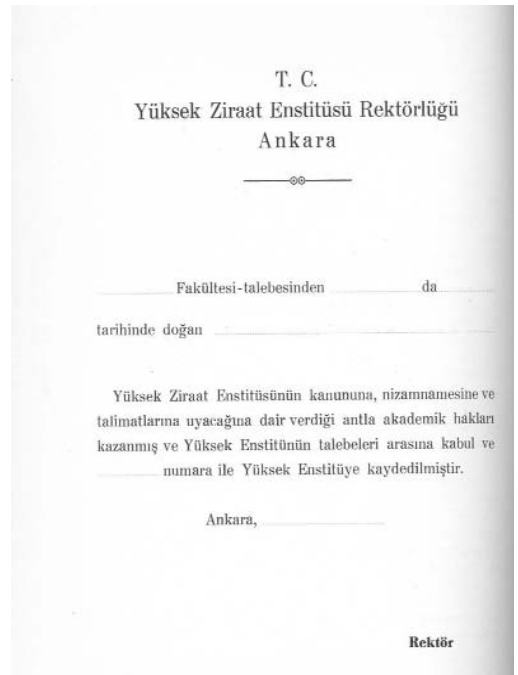 T. C.
Yüksek Ziraat Enstitüsü Rektörlüğü
Ankara
Fakültesi-talebesinden da
tarihinde doğan
Yüksek Ziraat Enstitüsünün kanununa, nizamnamesine ve
talimatlarına uyacağına dair verdiği antla akademik hakları
kazanmış ve Yüksek Enstitünün talebeleri arasına kabul ve
numara ile Yüksek Enstitüye kaydedilmiştir.
Ankara,
Rektör